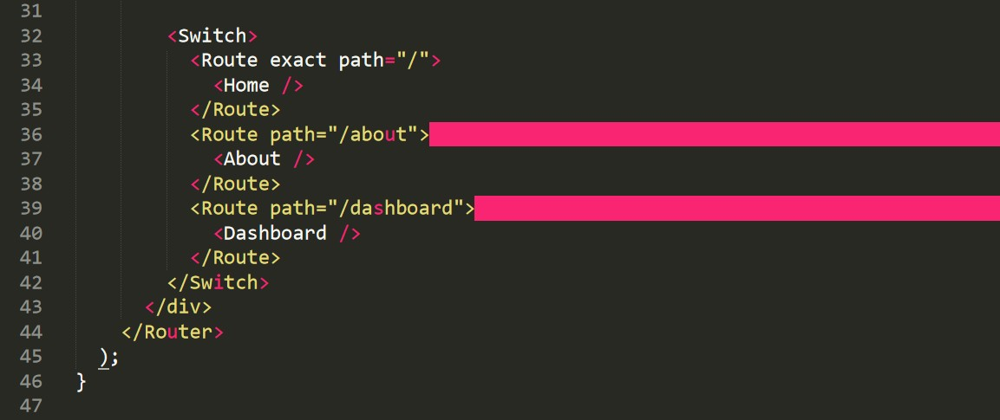 31
32 <Switch>
33 <Route exact path="/">
34 <Home />
35 </Route>
36 <Route path="/about">
37 <About />
38 </Route>
39 <Route path="/dashboard">
40 <Dashboard />
41 </Route>
42 </Switch>
43 </div>
44 </Router>
45 );
46 }
47